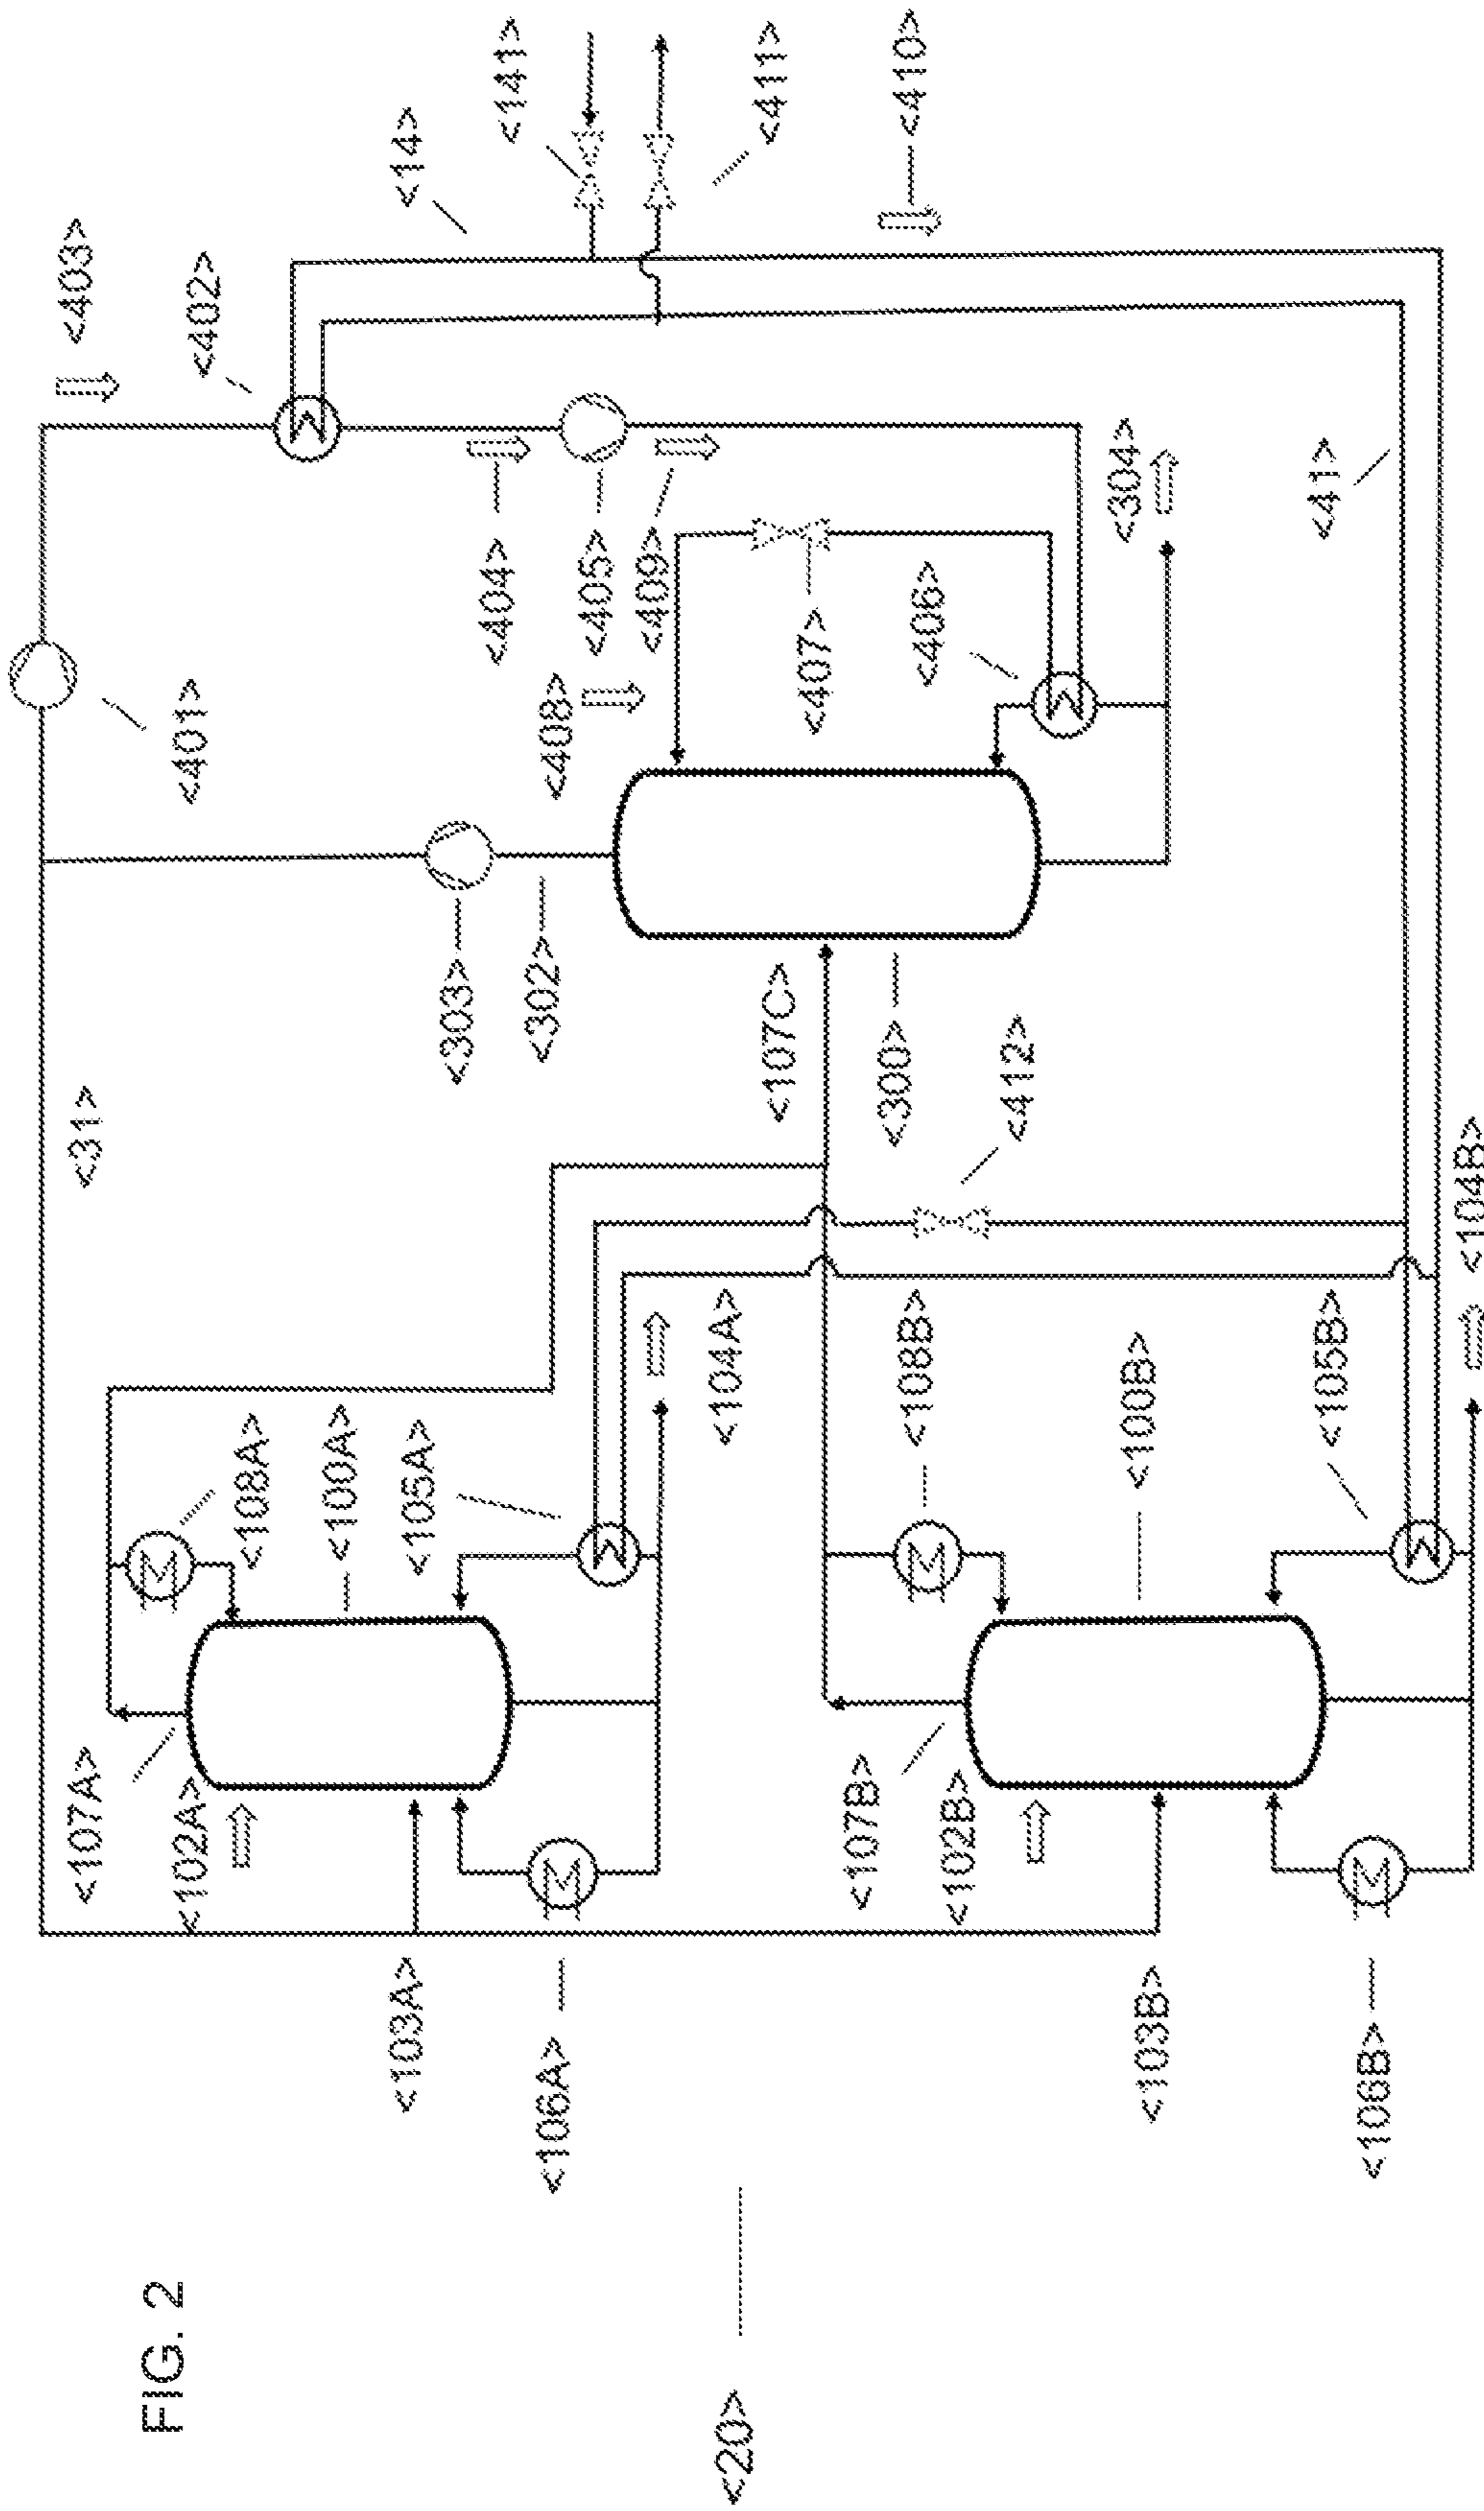 FIG. 2
<20>
<31>
<107A>
<102A>
<108A>
<100A>
<105A>
<103A>
<106A>
<104A>
<401>
<403>
<402>
<303>
<302>
<408>
<404>
<405>
<409>
<14>
<141>
<411>
<410>
<107C>
<407>
<300>
<406>
<412>
<107B>
<102B>
<108B>
<100B>
<103B>
<304>
<41>
<105B>
<106B>
<104B>